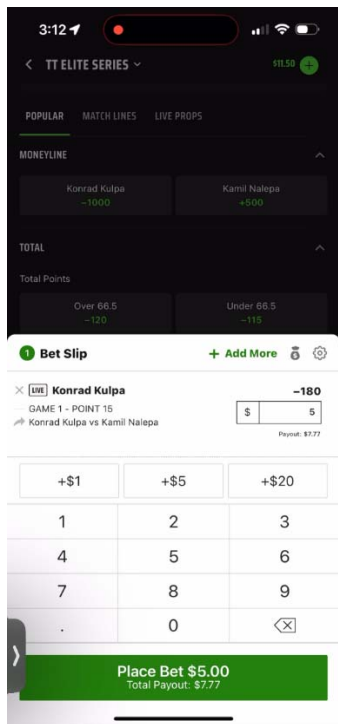 3:12
TT ELITE SERIES
$11.50
POPULAR MATCH LINES LIVE PROPS
MONEYLINE
Konrad Kulpa Kamil Nalepa
−1000 +600
TOTAL
Total Points
Over 66.5 Under 66.5
−120 −115
1 Bet Slip + Add More
LIVE Konrad Kulpa −180
GAME 1 - POINT 15 $ 5
Konrad Kulpa vs Kamil Nalepa
Payout: $7.77
+$1 +$5 +$20
1 2 3
4 5 6
7 8 9
. 0
Place Bet $5.00
Total Payout: $7.77